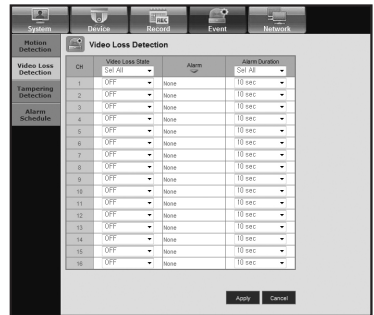 System Device Record Event Network
Motion Detection
Video Loss Detection
Tampering Detection
Alarm Schedule
Video Loss Detection
CH Video Loss State Alarm Alarm Duration
Sel All Sel All
1 OFF None 10 sec
2 OFF None 10 sec
3 OFF None 10 sec
4 OFF None 10 sec
5 OFF None 10 sec
6 OFF None 10 sec
7 OFF None 10 sec
8 OFF None 10 sec
9 OFF None 10 sec
10 OFF None 10 sec
11 OFF None 10 sec
12 OFF None 10 sec
13 OFF None 10 sec
14 OFF None 10 sec
15 OFF None 10 sec
16 OFF None 10 sec
Apply Cancel